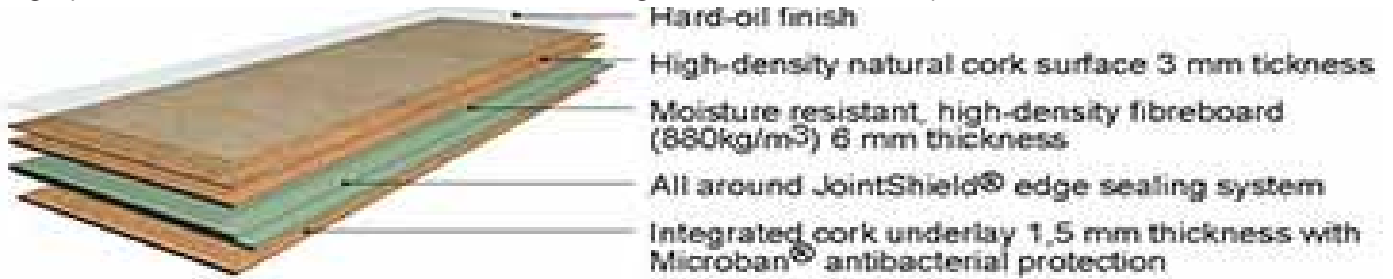 Hard-oil finish
High-density natural cork surface 3 mm tickness
Moisture resistant, high-density fibreboard
(880kg/m3) 6 mm thickness
All around JointShield® edge sealing system
Integrated cork underlay 1,5 mm thickness with
Microban® antibacterial protection